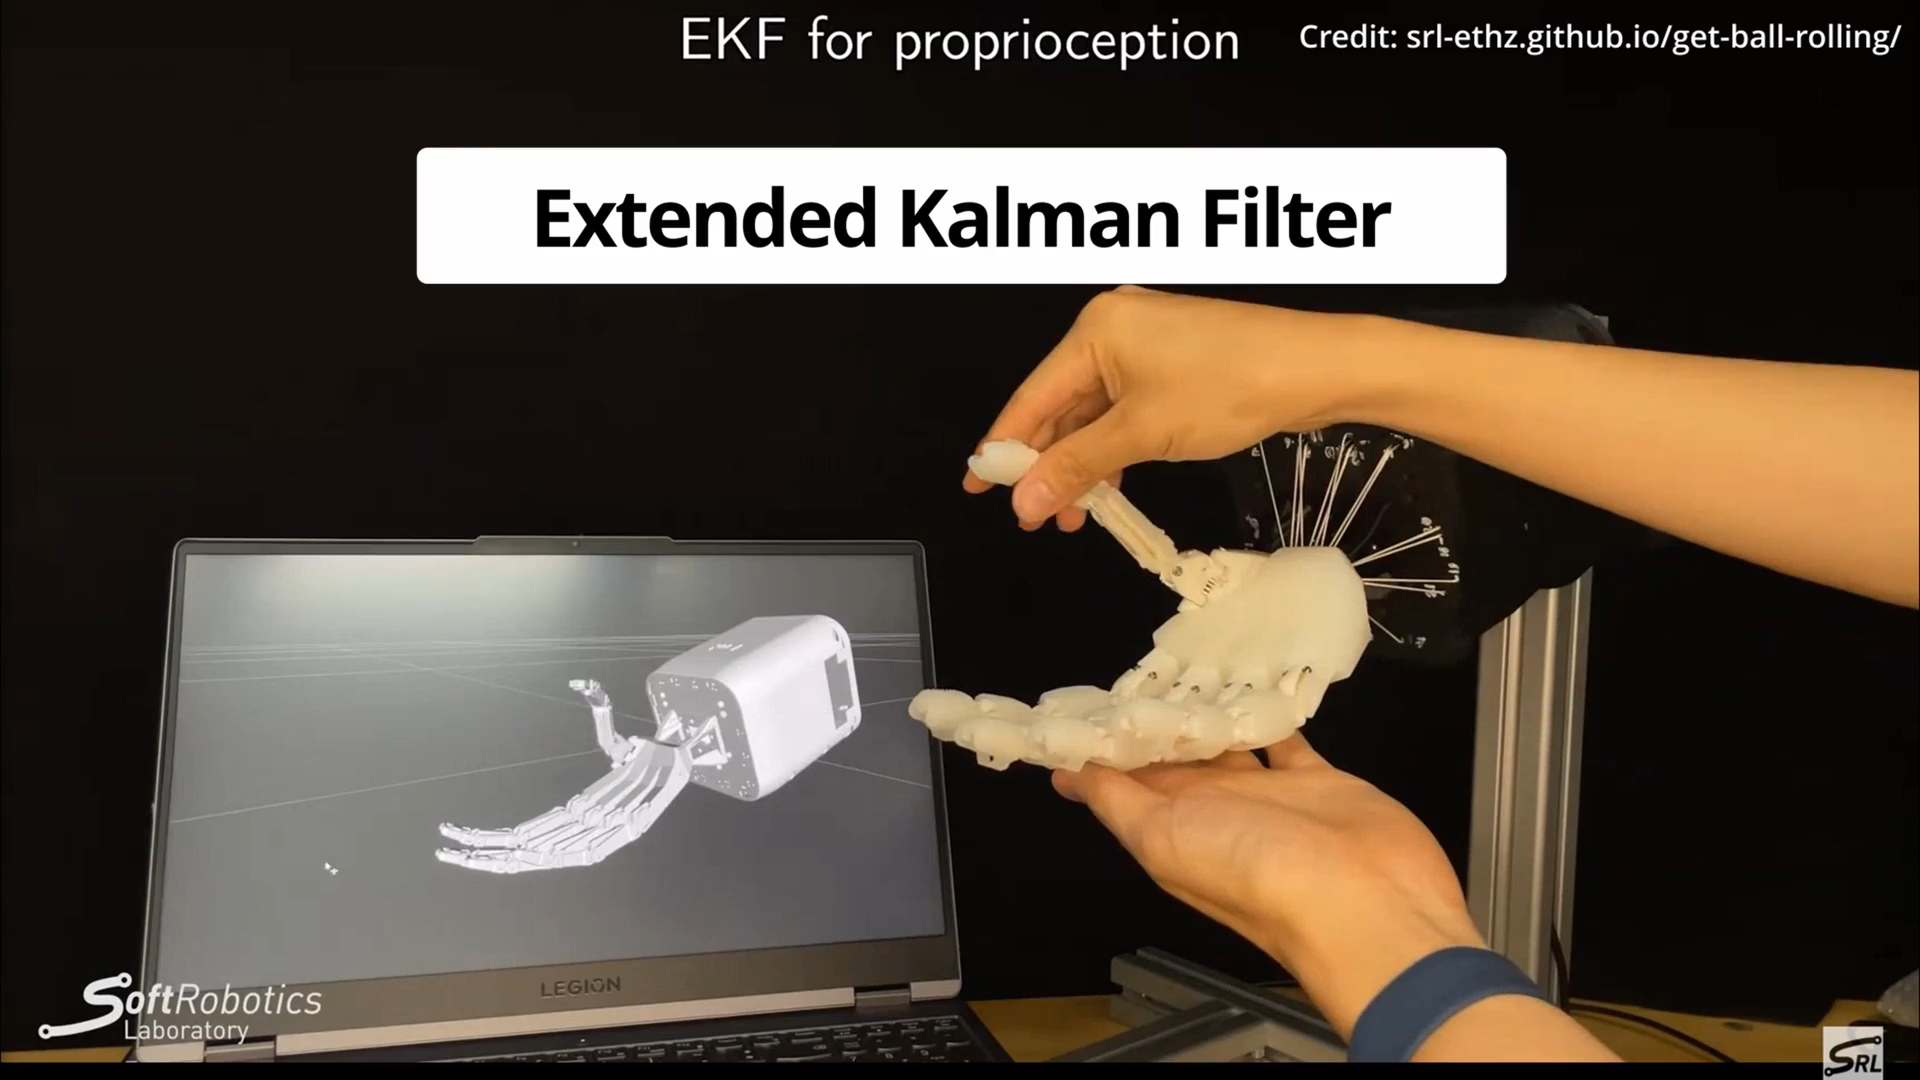 EKF for proprioception
Credit: srl-ethz.github.io/get-ball-rolling/
Extended Kalman Filter
LEGION
SoftRobotics
Laboratory
SRL